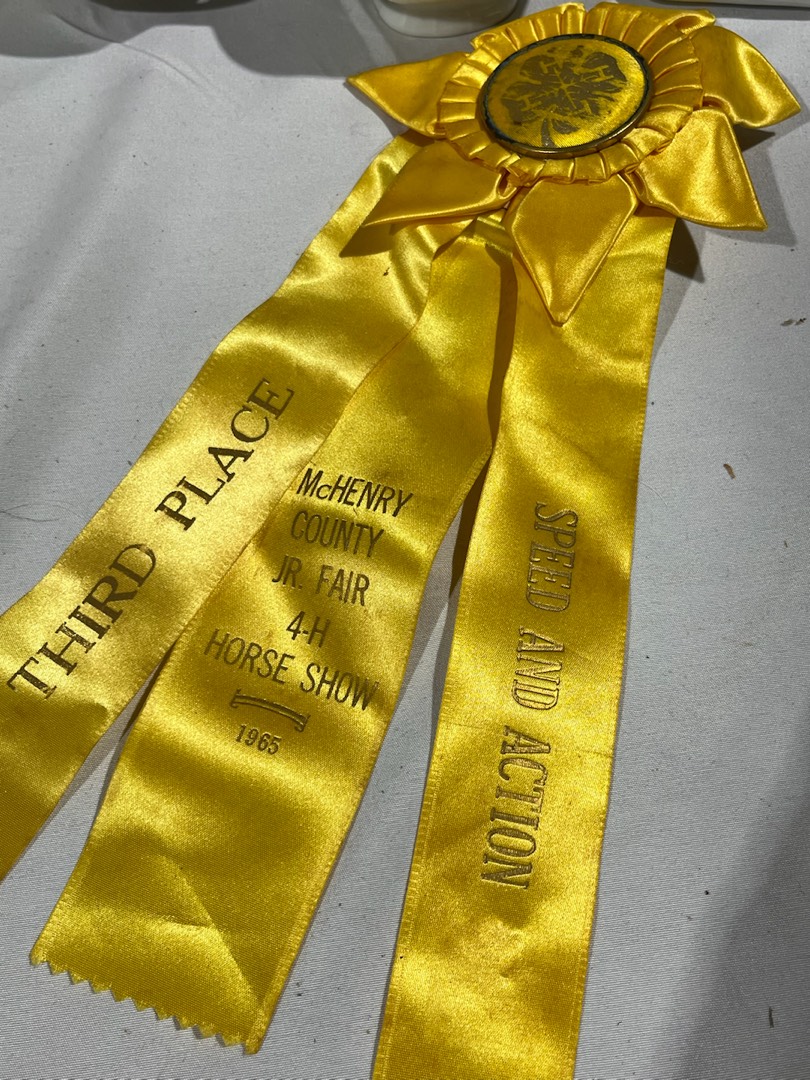 THIRD PLACE
McHENRY
COUNTY
JR. FAIR
4-H
HORSE SHOW
1965
SPEED AND ACTION